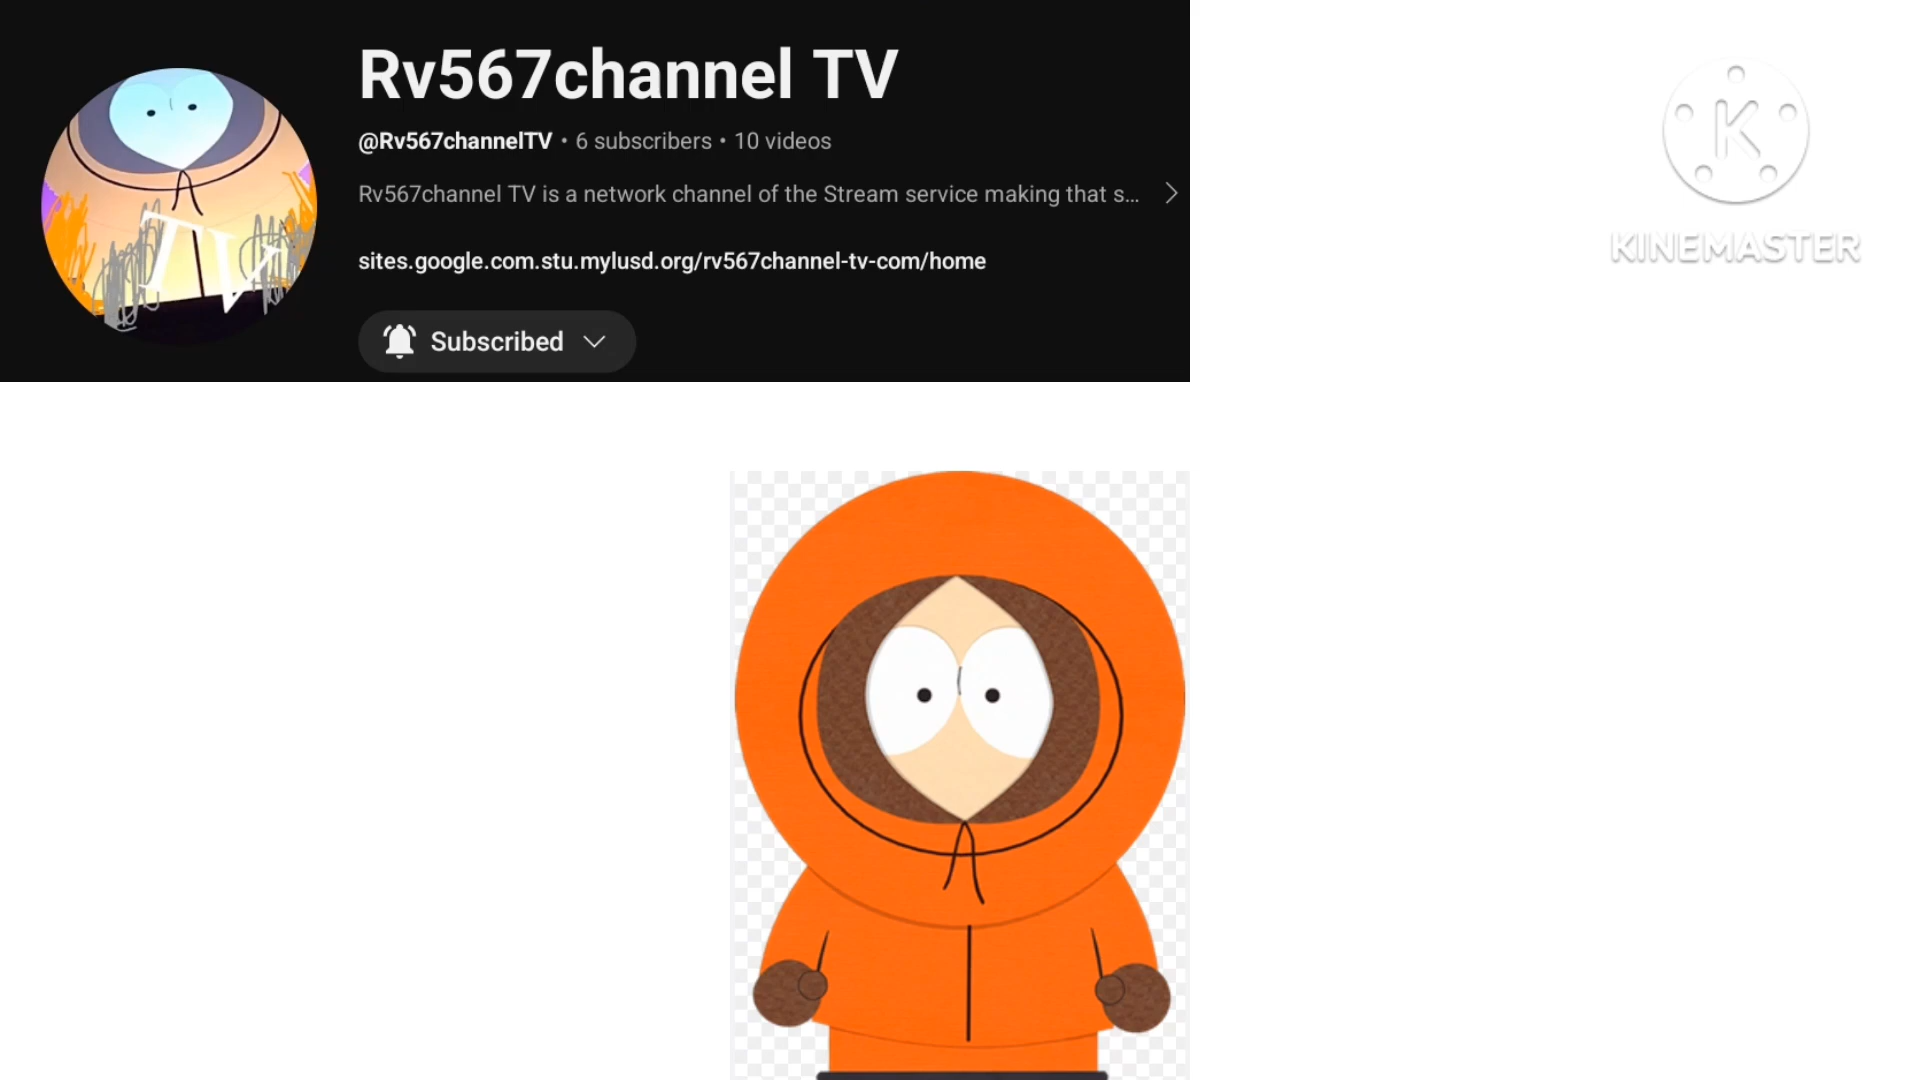 Rv567channel TV
@Rv567channelTV • 6 subscribers • 10 videos
Rv567channel TV is a network channel of the Stream service making that s...
sites.google.com.stu.mylusd.org/rv567channel-tv-com/home
Subscribed
TV
K
KINEMASTER